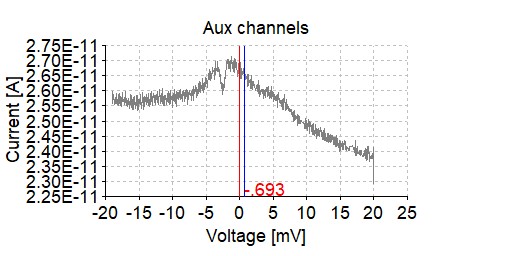 Aux channels
Current [A]
2.75E-11
2.70E-11
2.65E-11
2.60E-11
2.55E-11
2.50E-11
2.45E-11
2.40E-11
2.35E-11
2.30E-11
2.25E-11
-.693
-20 -15 -10 -5 0 5 10 15 20 25
Voltage [mV]